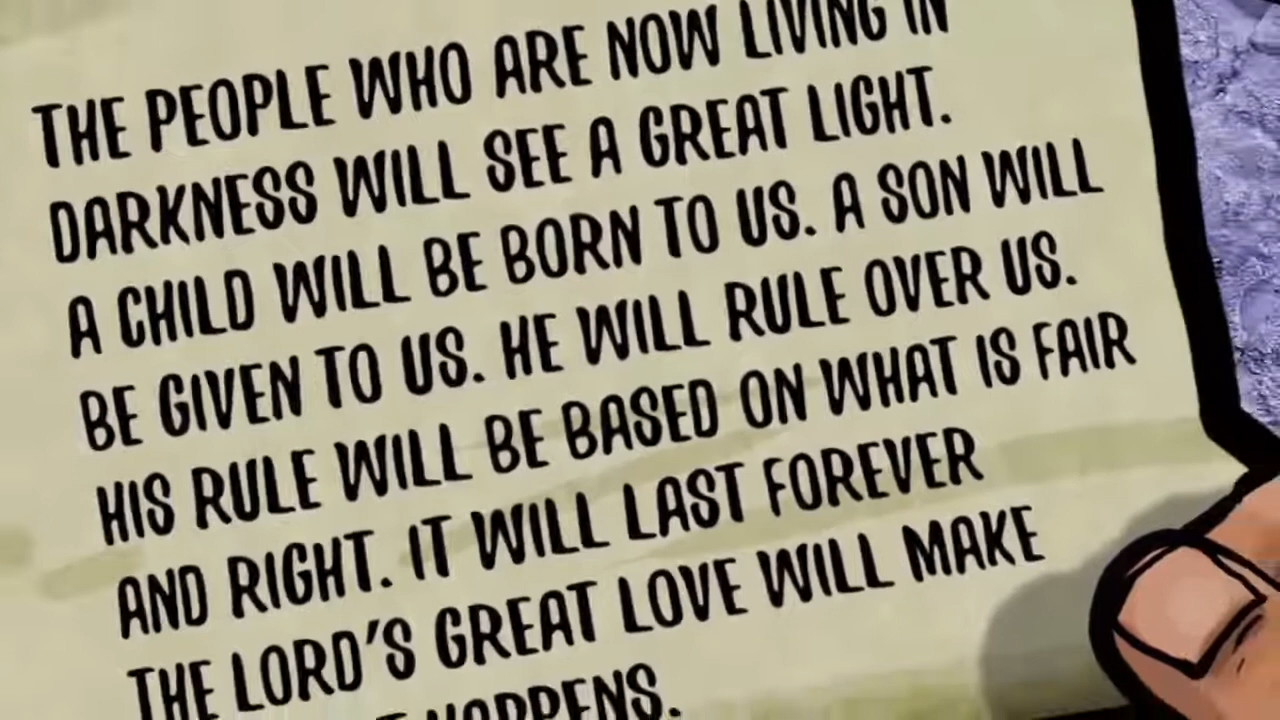 THE PEOPLE WHO ARE NOW LIVING IN
DARKNESS WILL SEE A GREAT LIGHT.
A CHILD WILL BE BORN TO US. A SON WILL
BE GIVEN TO US. HE WILL RULE OVER US.
HIS RULE WILL BE BASED ON WHAT IS FAIR
AND RIGHT. IT WILL LAST FOREVER
THE LORD'S GREAT LOVE WILL MAKE
HAPPENS.